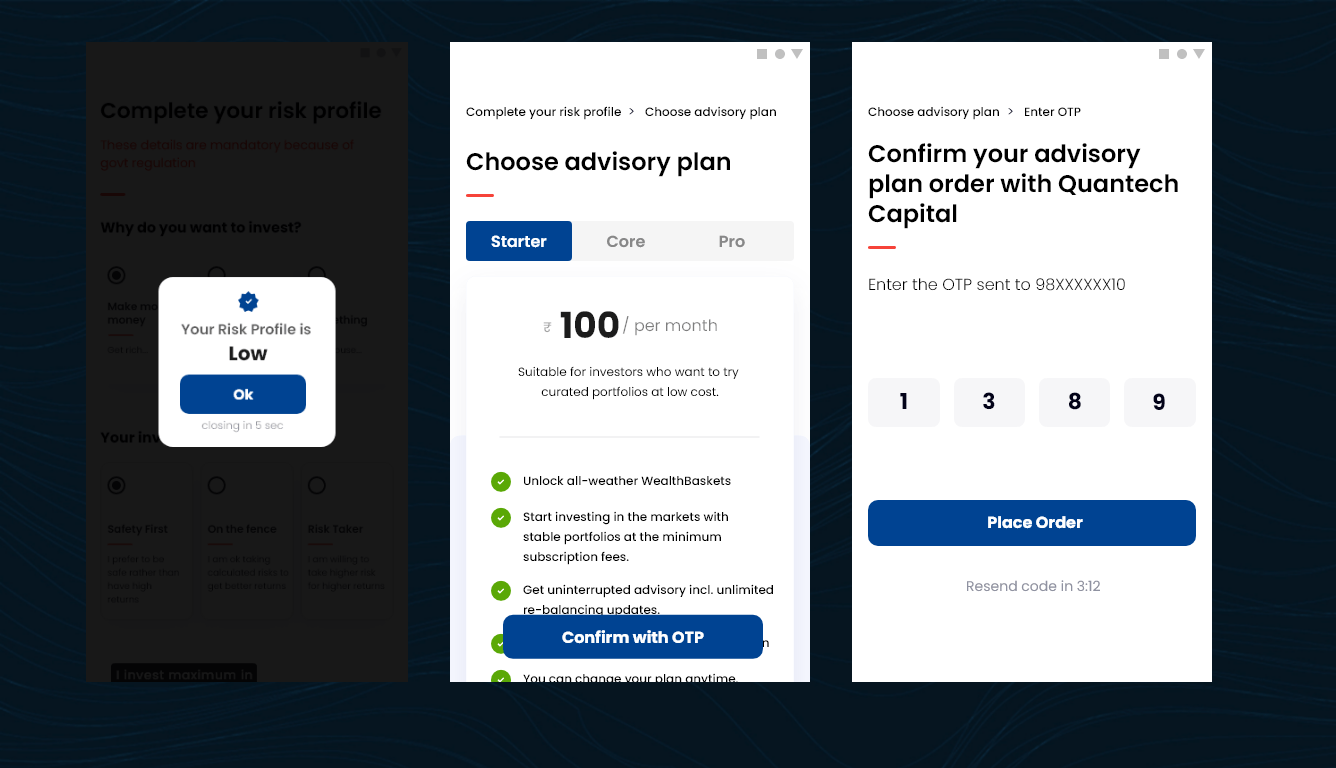 Complete your risk profile
These details are mandatory because of
govt regulation
Why do you want to invest?
Make mo
money
thing
Get rich...
Your Risk Profile is
Low
Ok
closing in 5 sec
Your inv
Safety First
I prefer to be
safe rather than
have high
returns
On the fence
I am ok taking
calculated risks to
get better returns
Risk Taker
I am willing to
take higher risk
for higher returns
I invest maximum in
Complete your risk profile > Choose advisory plan
Choose advisory plan
Starter Core Pro
₹ 100 / per month
Suitable for investors who want to try
curated portfolios at low cost.
Unlock all-weather WealthBaskets
Start investing in the markets with
stable portfolios at the minimum
subscription fees.
Get uninterrupted advisory incl. unlimited
re-balancing updates.
Confirm with OTP
n
You can change your plan anytime.
Choose advisory plan > Enter OTP
Confirm your advisory
plan order with Quantech
Capital
Enter the OTP sent to 98XXXXXX10
1 3 8 9
Place Order
Resend code in 3:12